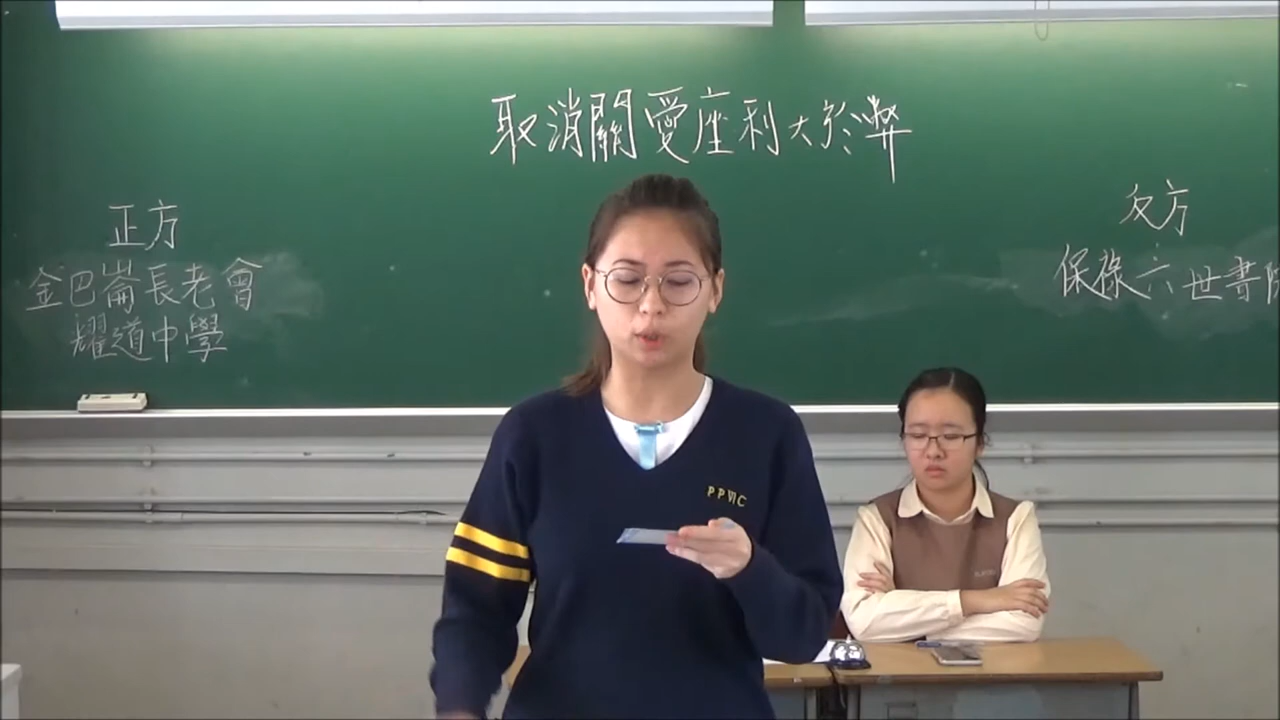 取消關愛座利大於弊
正方
金巴崙長老會
耀道中學
反方
保祿六世書院
PPVIC